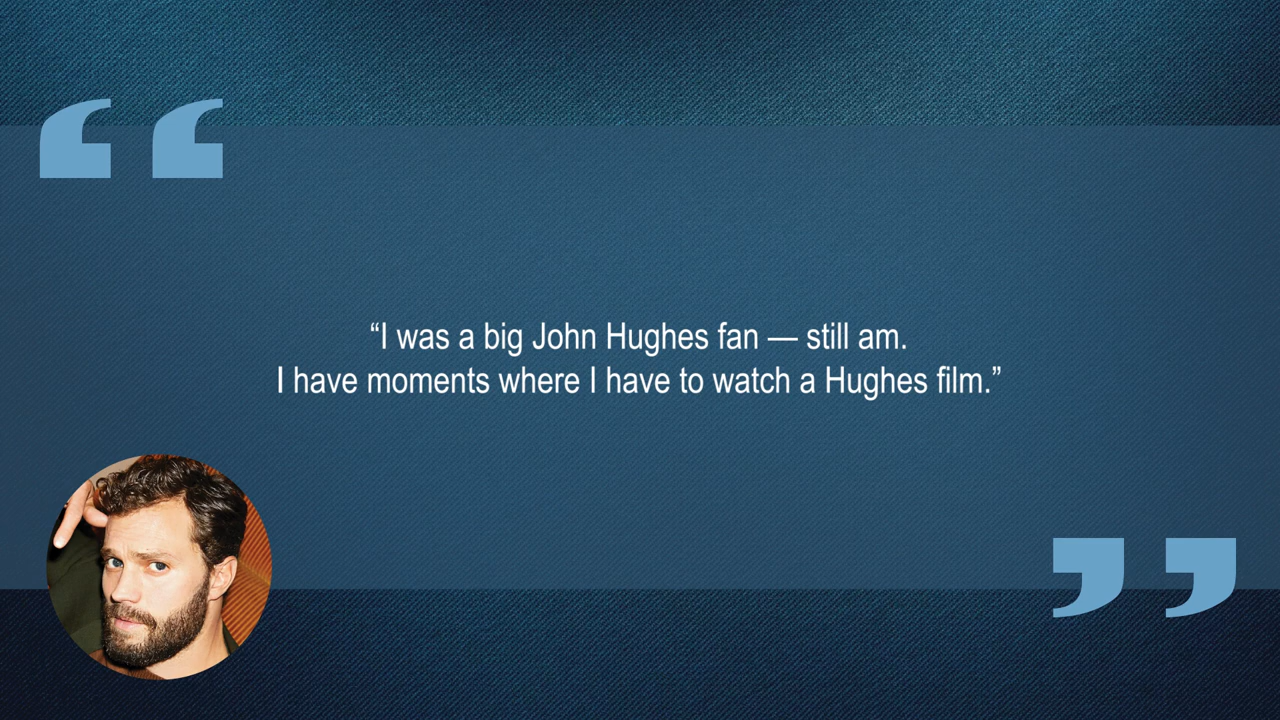 “I was a big John Hughes fan — still am.
I have moments where I have to watch a Hughes film.”